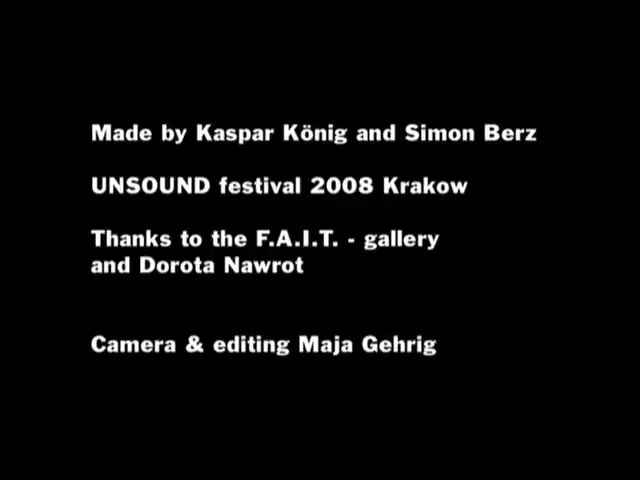 Made by Kaspar König and Simon Berz
UNSOUND festival 2008 Krakow
Thanks to the F.A.I.T. - gallery
and Dorota Nawrot
Camera & editing Maja Gehrig